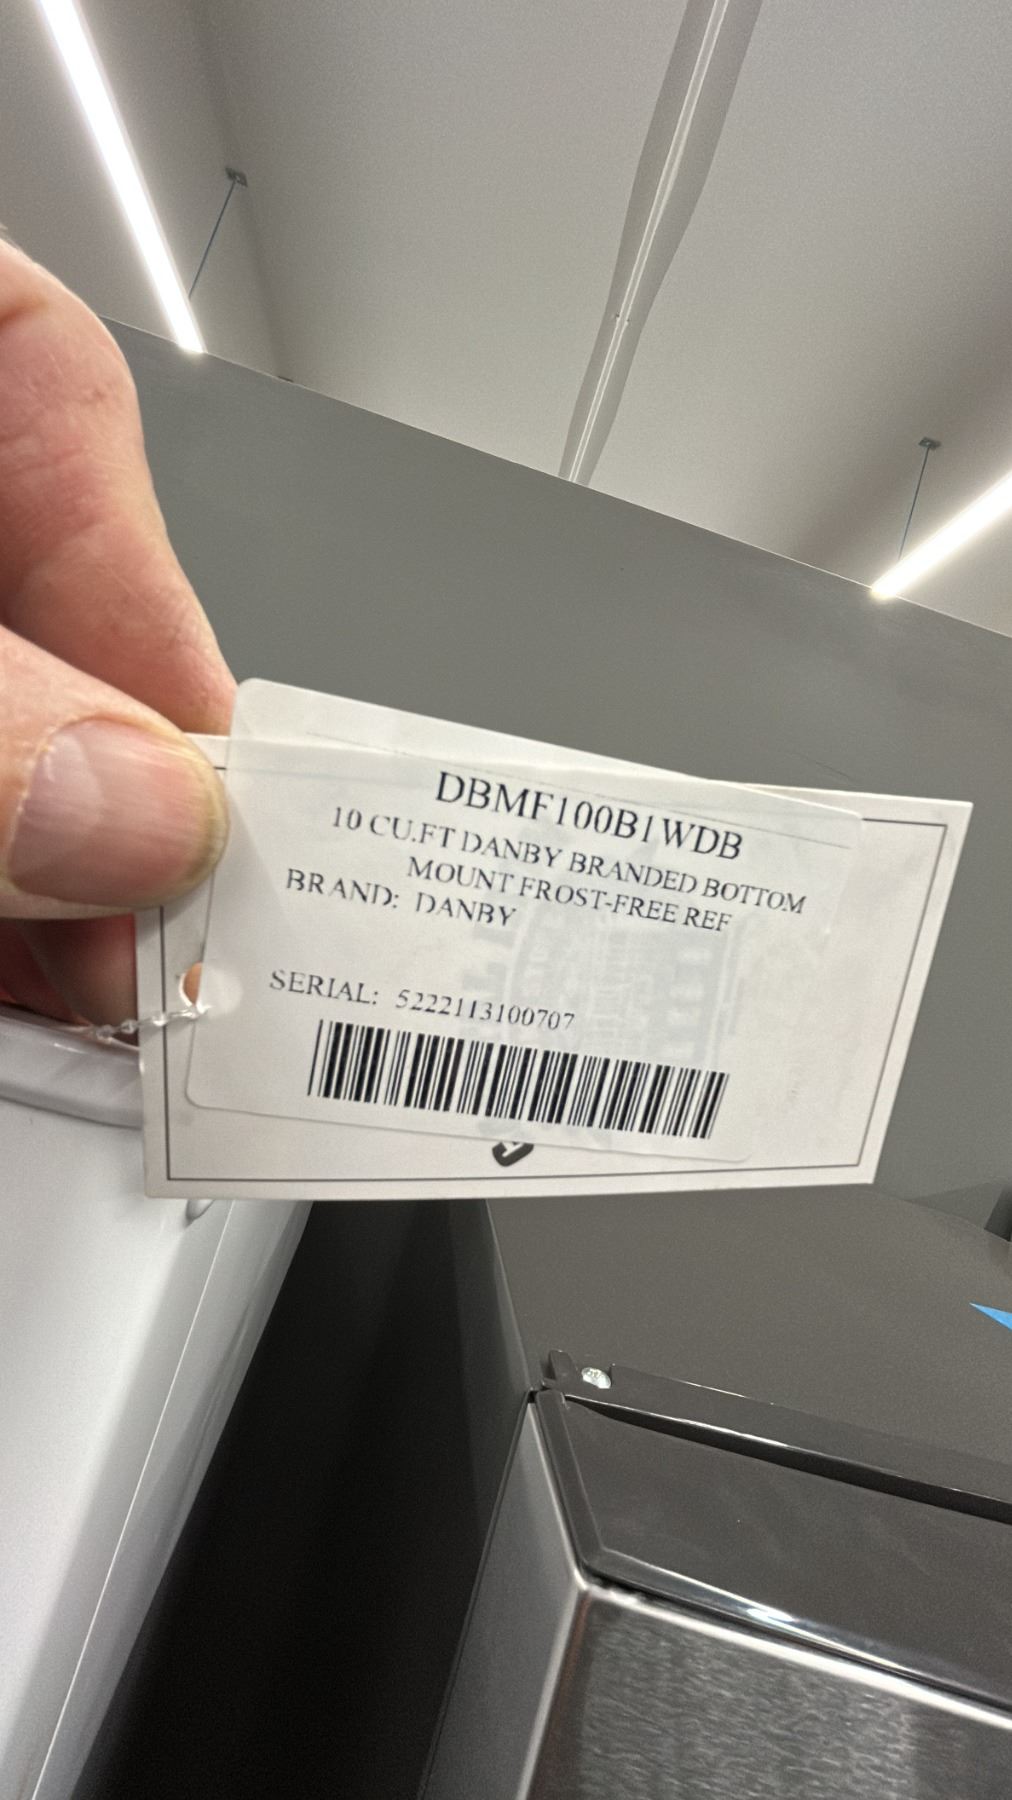 DBMF100B1WDB
10 CU.FT DANBY BRANDED BOTTOM
MOUNT FROST-FREE REF
BRAND: DANBY
SERIAL: 5222113100707